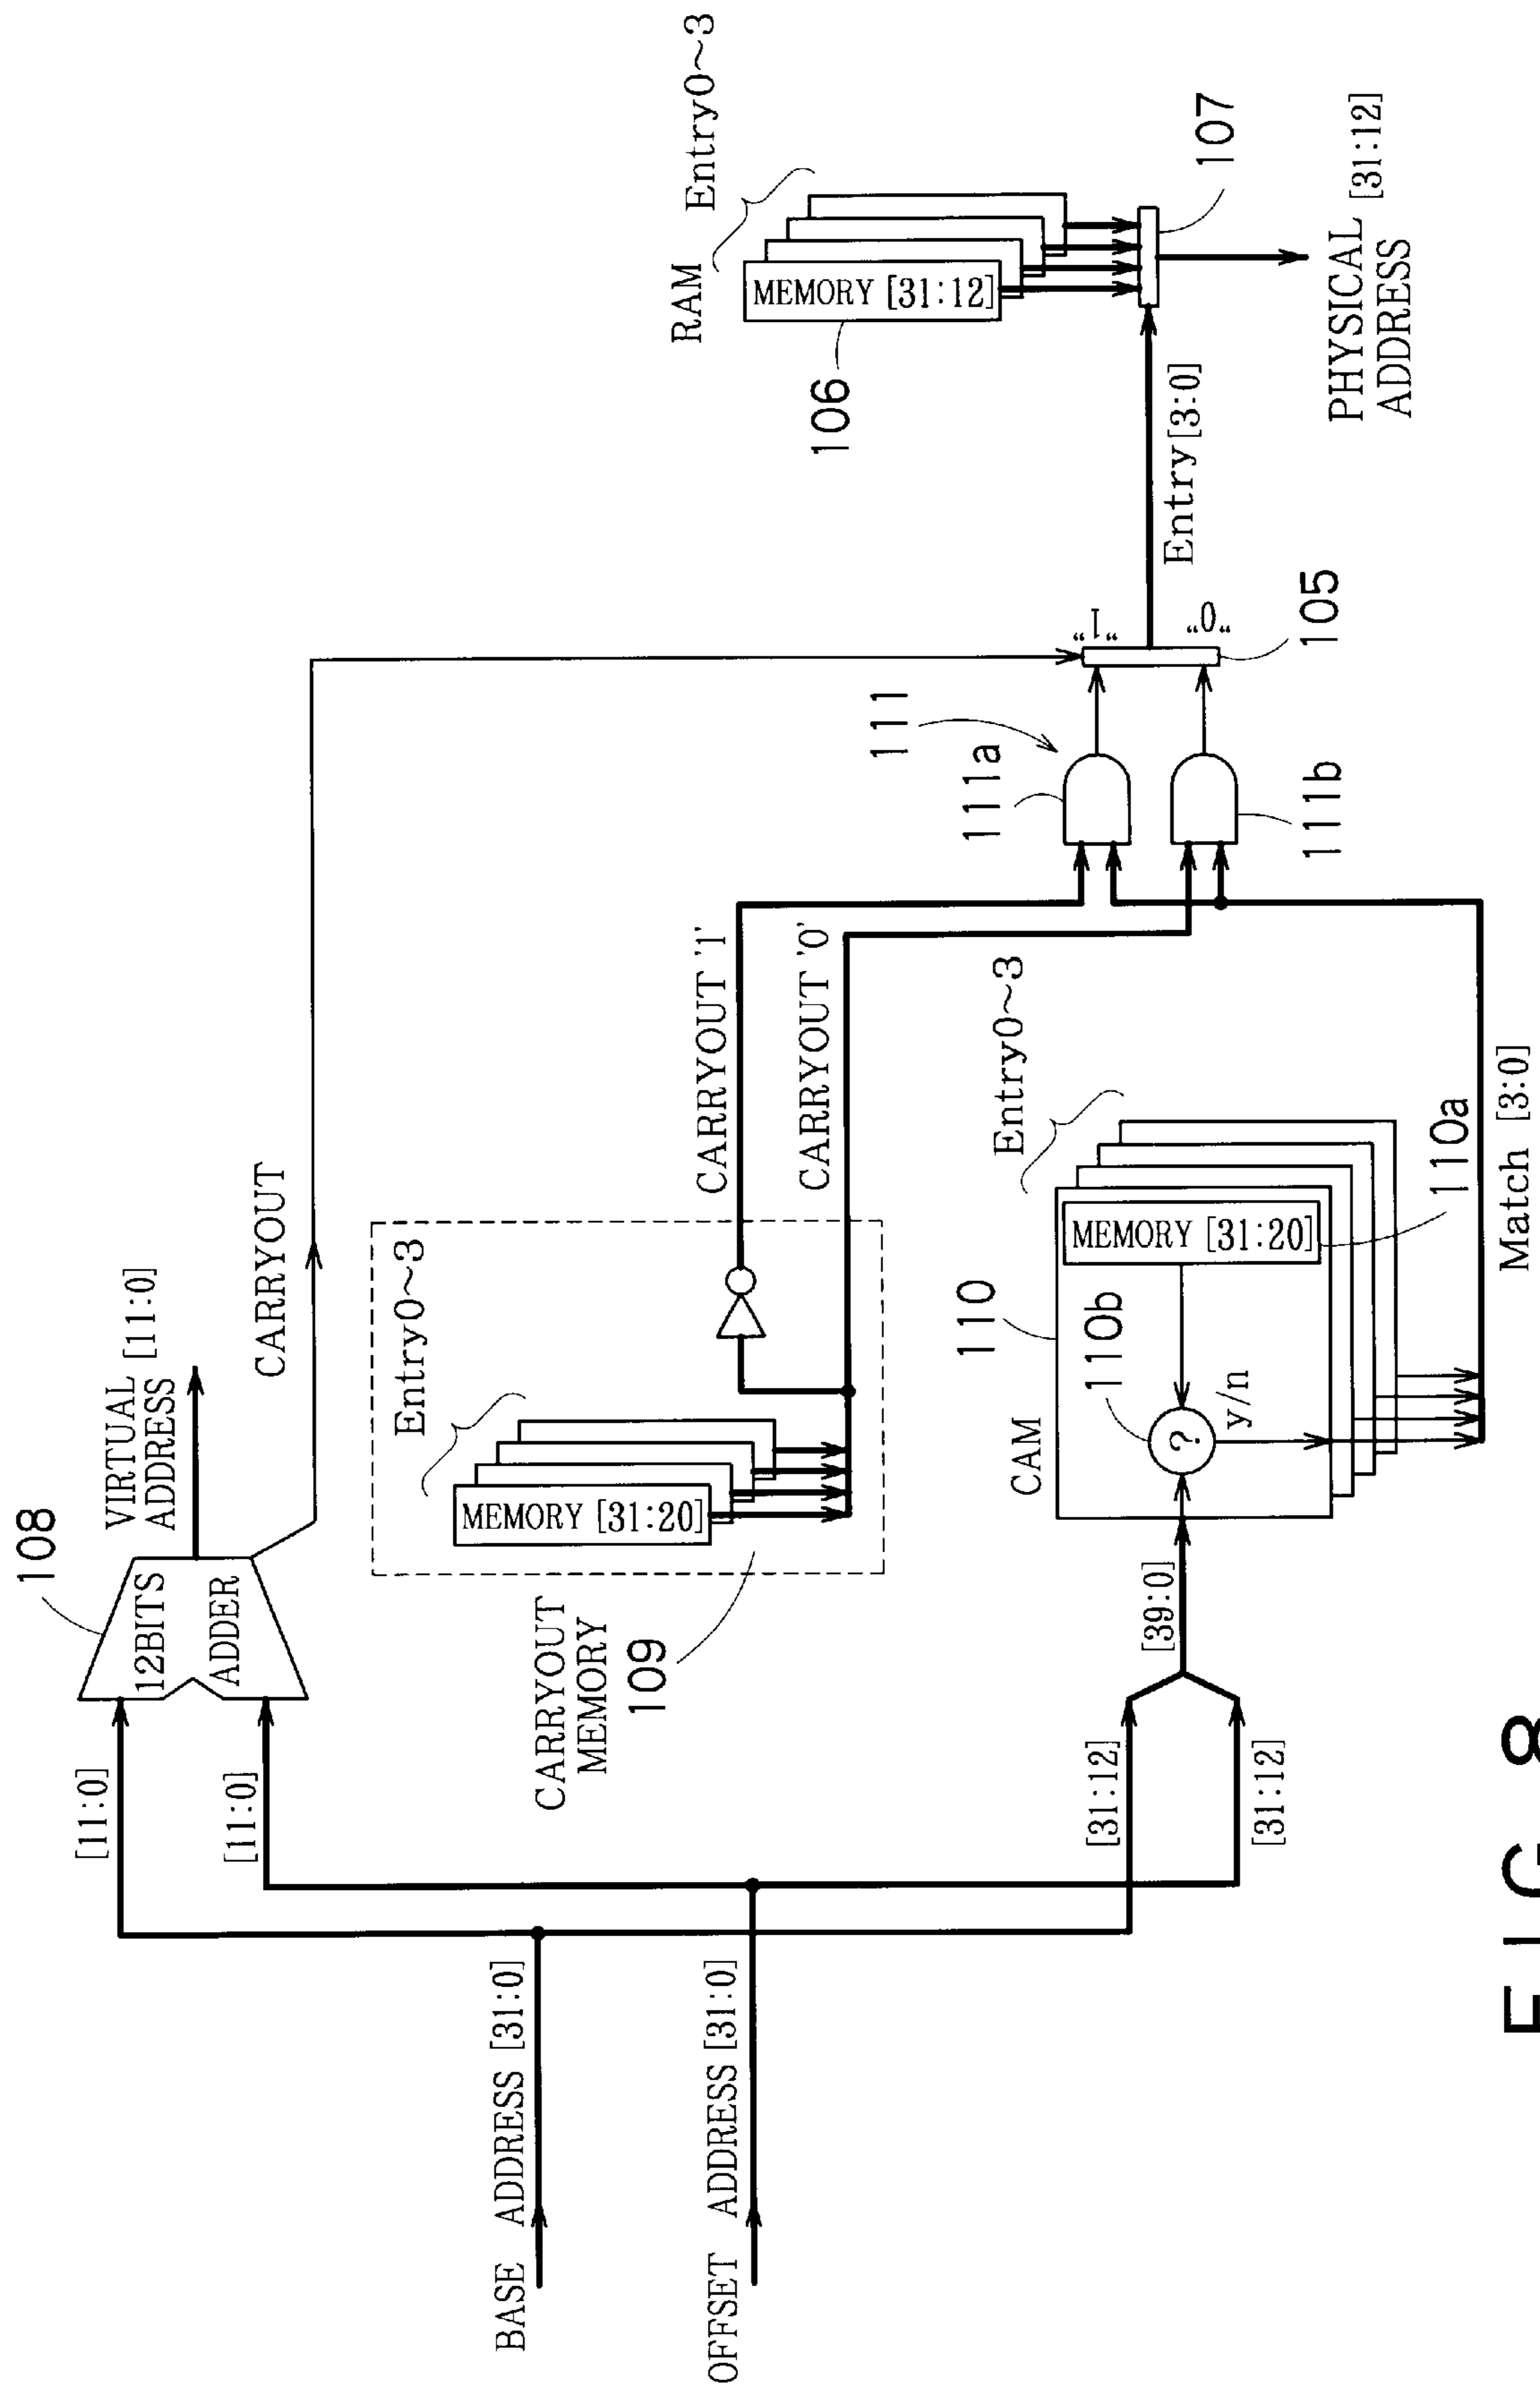 108
VIRTUAL
ADDRESS [11:0]
12BITS
ADDER
[11:0]
[11:0]
CARRYOUT
BASE ADDRESS [31:0]
OFFSET ADDRESS [31:0]
CARRYOUT
MEMORY
109
Entry0~3
MEMORY [31:20]
CARRYOUT '1'
CARRYOUT '0'
[31:12]
[31:12]
[39:0]
CAM
110
110b
?
y/n
MEMORY [31:20]
Entry0~3
110a
Match [3:0]
111
111a
111b
"1"
"0"
105
Entry[3:0]
RAM
Entry0~3
MEMORY [31:12]
106
107
PHYSICAL
ADDRESS [31:12]
FIG. 8